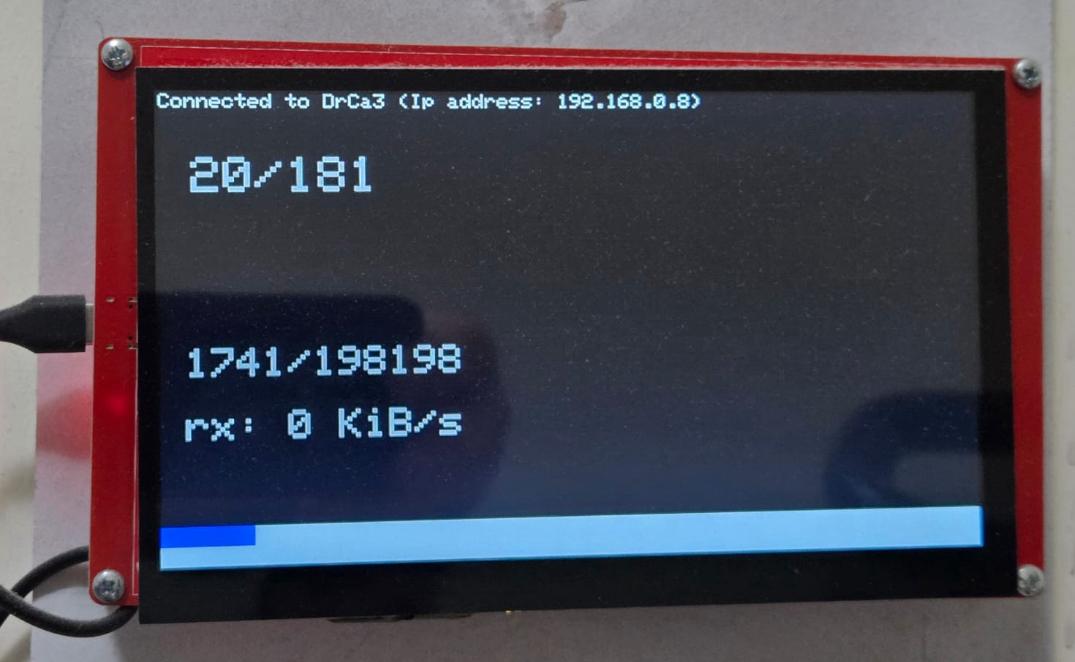 Connected to DrCa3 (Ip address: 192.168.0.8)
20/181
1741/198198
rx: 0 KiB/s